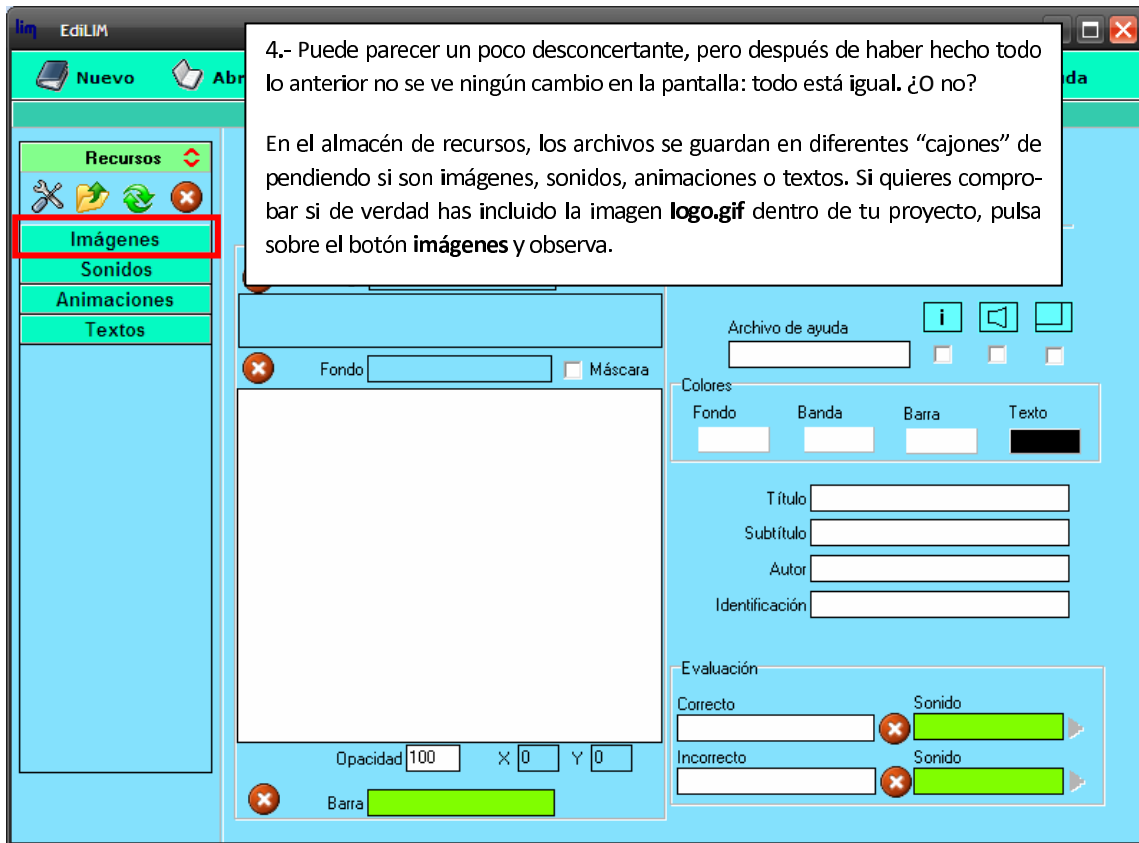 lim EdiLIM
Nuevo
4.- Puede parecer un poco desconcertante, pero después de haber hecho todo
lo anterior no se ve ningún cambio en la pantalla: todo está igual. ¿O no?
En el almacén de recursos, los archivos se guardan en diferentes “cajones” de
pendiendo si son imágenes, sonidos, animaciones o textos. Si quieres compro-
bar si de verdad has incluido la imagen logo.gif dentro de tu proyecto, pulsa
sobre el botón imágenes y observa.
Recursos
Imágenes
Sonidos
Animaciones
Textos
Fondo
Máscara
Opacidad 100 X 0 Y 0
Barra
i
Archivo de ayuda
Colores
Fondo Banda Barra Texto
Título
Subtítulo
Autor
Identificación
Evaluación
Correcto Sonido
Incorrecto Sonido